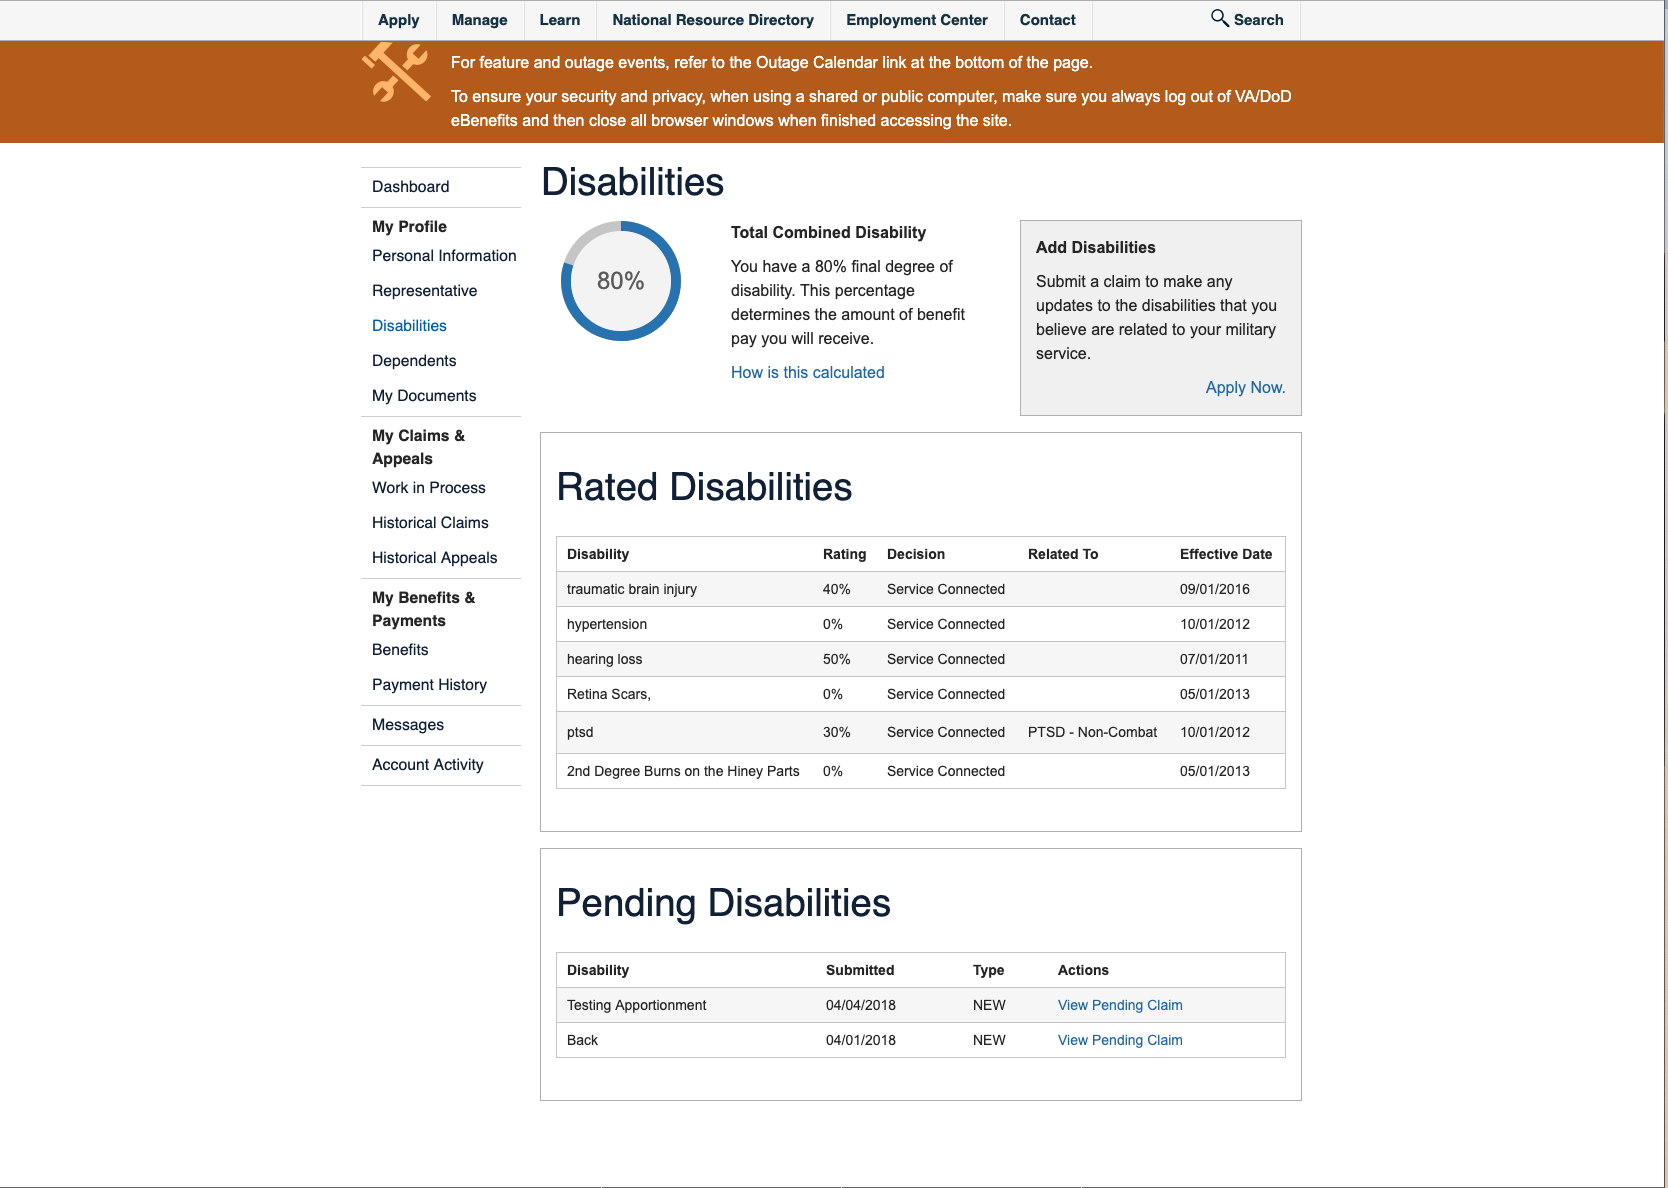 Apply Manage Learn National Resource Directory Employment Center Contact Search
For feature and outage events, refer to the Outage Calendar link at the bottom of the page.
To ensure your security and privacy, when using a shared or public computer, make sure you always log out of VA/DoD
eBenefits and then close all browser windows when finished accessing the site.
Dashboard
My Profile
Personal Information
Representative
Disabilities
Dependents
My Documents
My Claims &
Appeals
Work in Process
Historical Claims
Historical Appeals
My Benefits &
Payments
Benefits
Payment History
Messages
Account Activity
Disabilities
80%
Total Combined Disability
You have a 80% final degree of
disability. This percentage
determines the amount of benefit
pay you will receive.
How is this calculated
Add Disabilities
Submit a claim to make any
updates to the disabilities that you
believe are related to your military
service.
Apply Now.
Rated Disabilities
Disability Rating Decision Related To Effective Date
traumatic brain injury 40% Service Connected 09/01/2016
hypertension 0% Service Connected 10/01/2012
hearing loss 50% Service Connected 07/01/2011
Retina Scars, 0% Service Connected 05/01/2013
ptsd 30% Service Connected PTSD - Non-Combat 10/01/2012
2nd Degree Burns on the Hiney Parts 0% Service Connected 05/01/2013
Pending Disabilities
Disability Submitted Type Actions
Testing Apportionment 04/04/2018 NEW View Pending Claim
Back 04/01/2018 NEW View Pending Claim